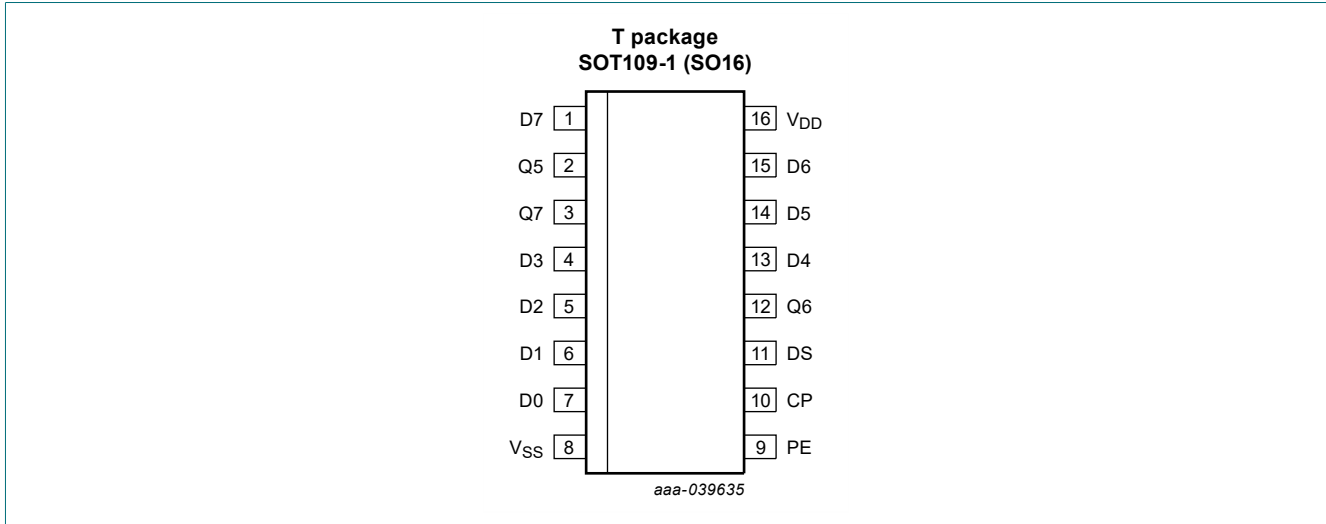 T package
SOT109-1 (SO16)
D7 1
16 VDD
Q5 2
15 D6
Q7 3
14 D5
D3 4
13 D4
D2 5
12 Q6
D1 6
11 DS
D0 7
10 CP
VSS 8
9 PE
aaa-039635